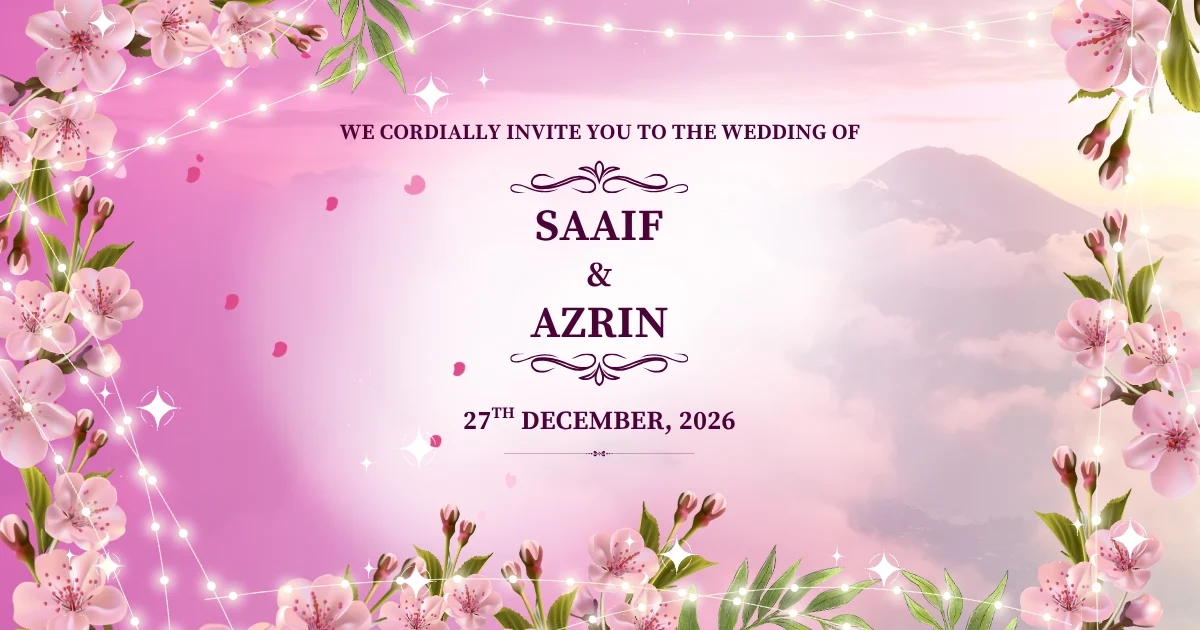 WE CORDIALLY INVITE YOU TO THE WEDDING OF
SAAIF
&
AZRIN
27TH DECEMBER, 2026